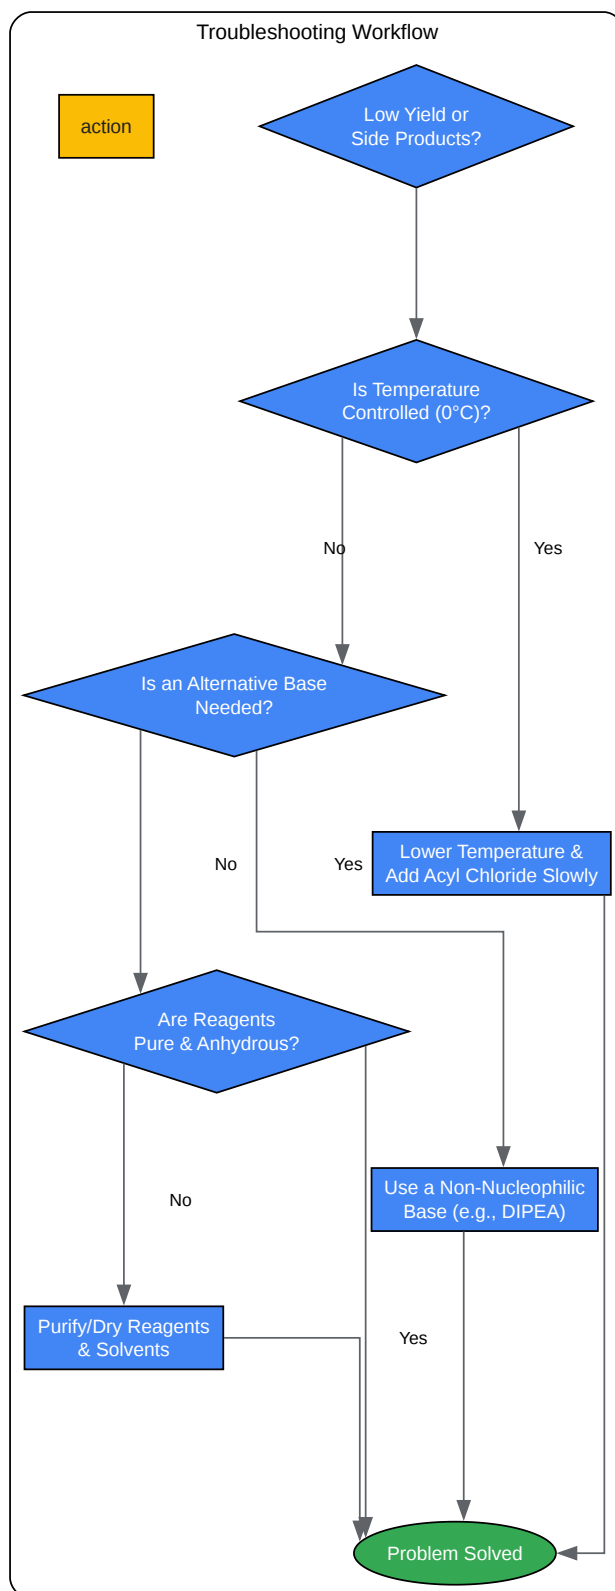 Troubleshooting Workflow
action
Low Yield or
Side Products?
Is Temperature
Controlled (0°C)?
No
Yes
Is an Alternative Base
Needed?
Lower Temperature &
Add Acyl Chloride Slowly
No
Yes
Are Reagents
Pure & Anhydrous?
No
Use a Non-Nucleophilic
Base (e.g., DIPEA)
Purify/Dry Reagents
& Solvents
Yes
Problem Solved